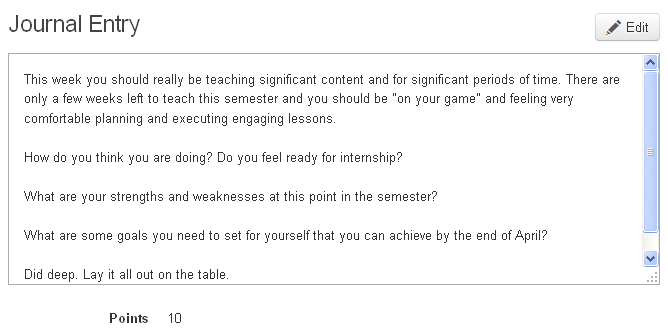 Journal Entry
Edit
This week you should really be teaching significant content and for significant periods of time. There are
only a few weeks left to teach this semester and you should be "on your game" and feeling very
comfortable planning and executing engaging lessons.
How do you think you are doing? Do you feel ready for internship?
What are your strengths and weaknesses at this point in the semester?
What are some goals you need to set for yourself that you can achieve by the end of April?
Did deep. Lay it all out on the table.
Points 10